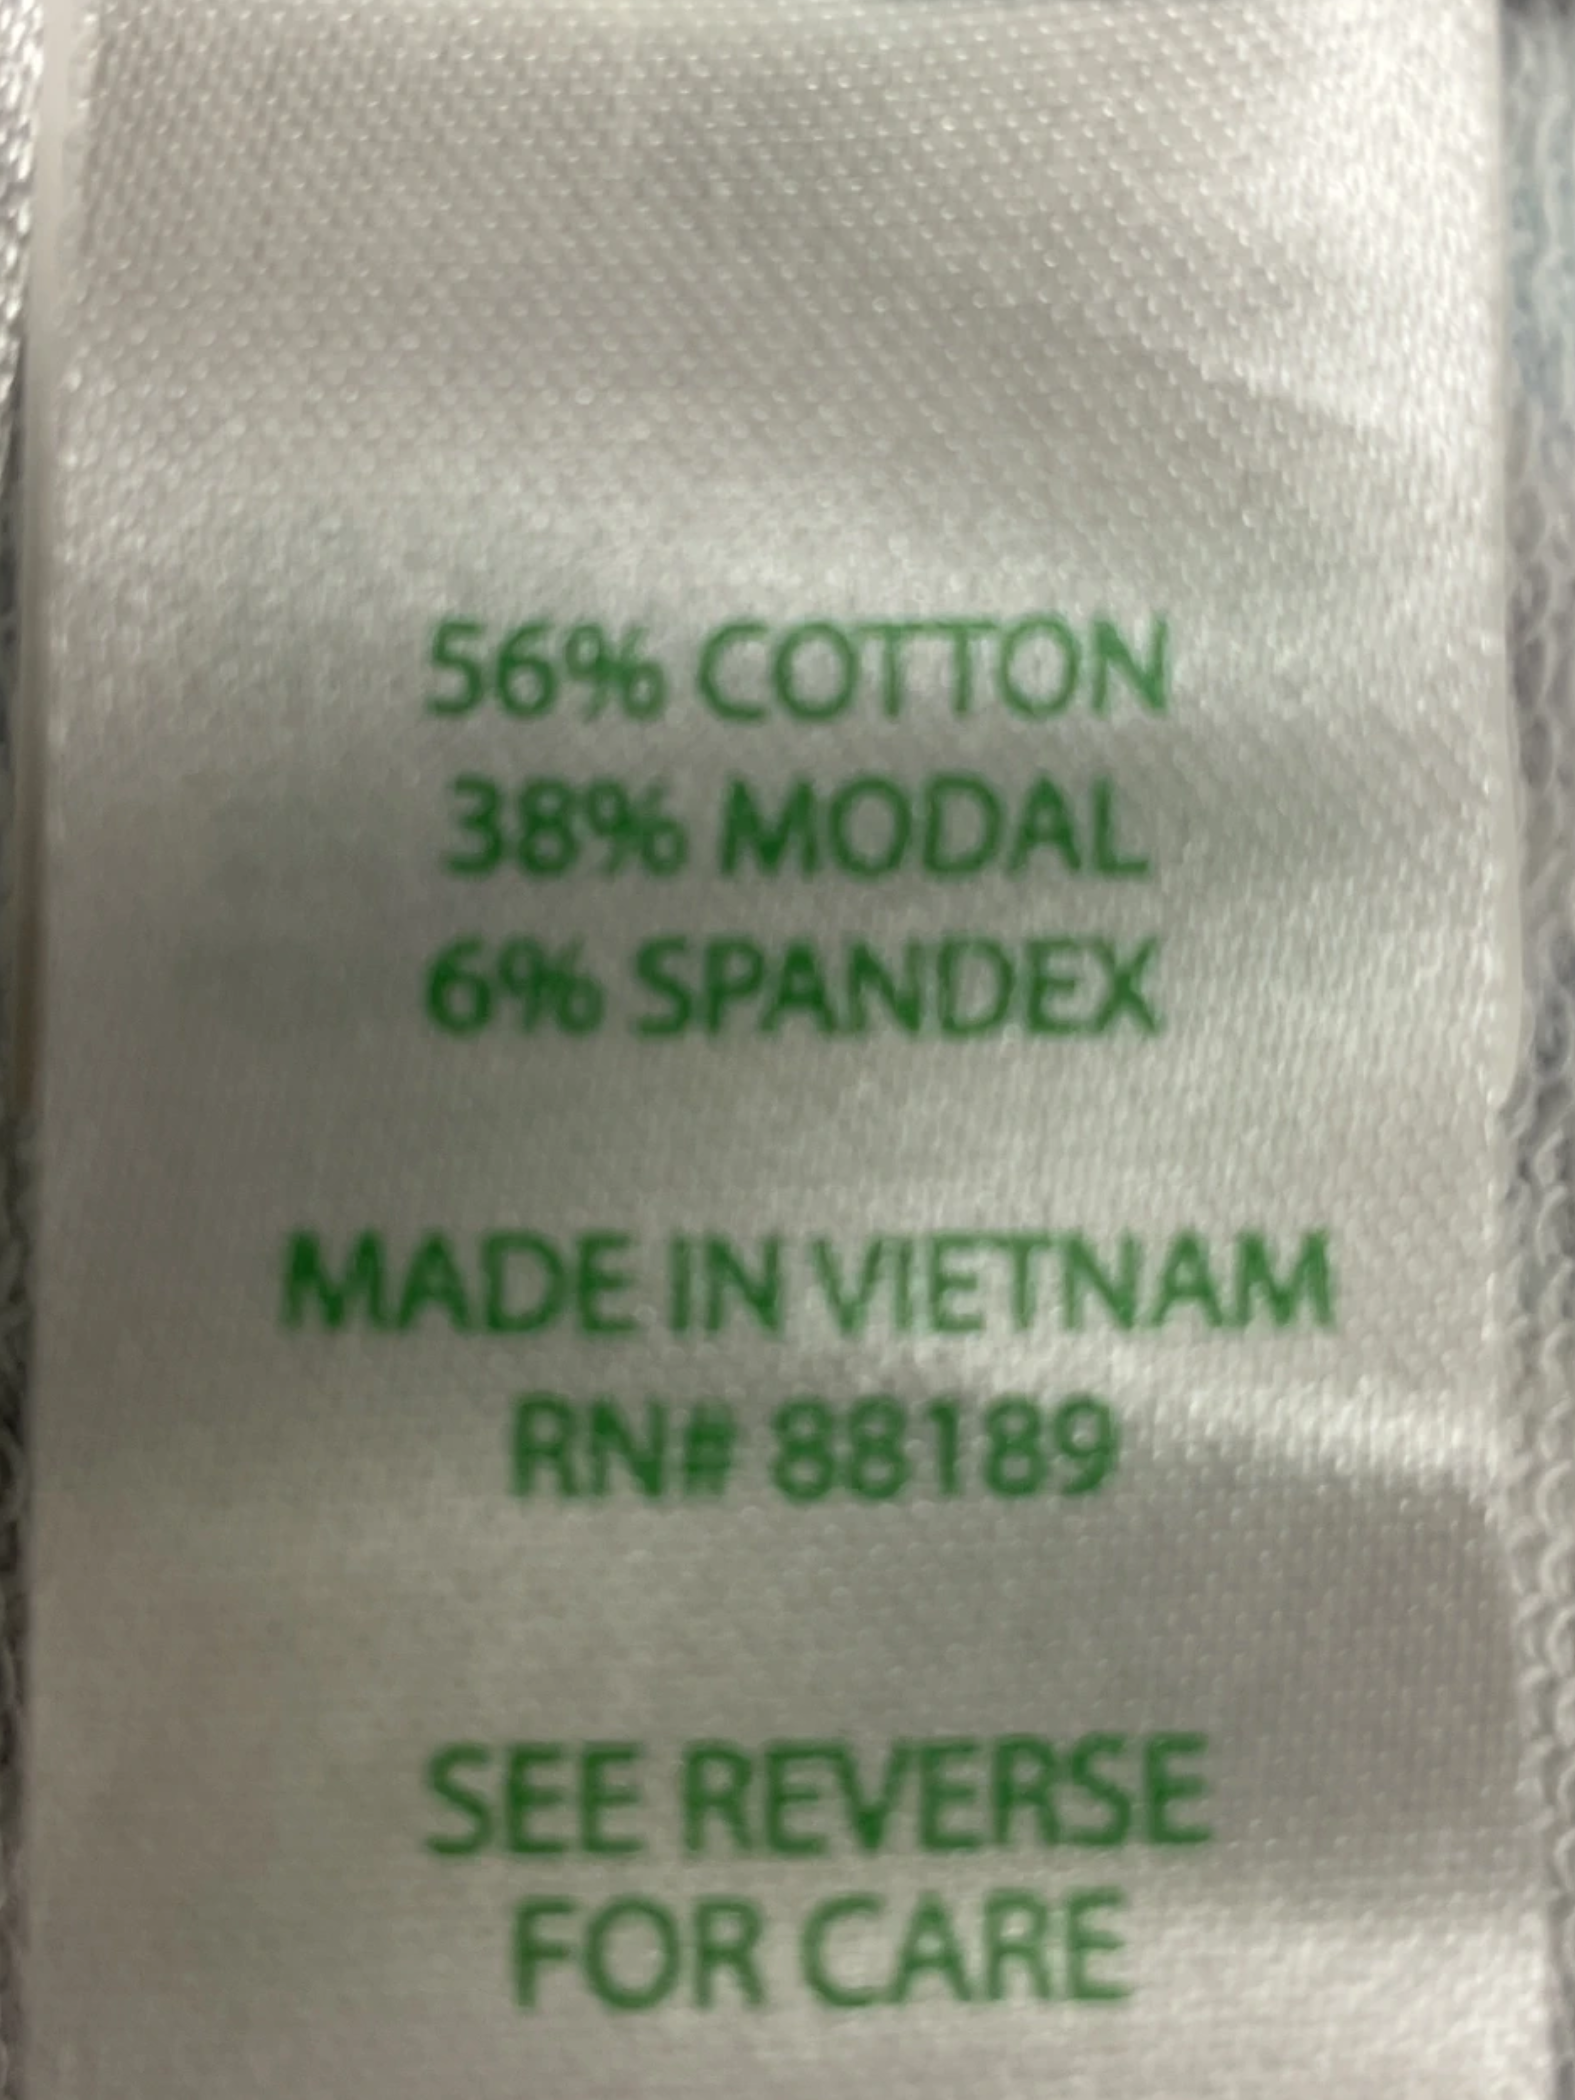 56% COTTON
38% MODAL
6% SPANDEX
MADE IN VIETNAM
RN# 88189
SEE REVERSE
FOR CARE